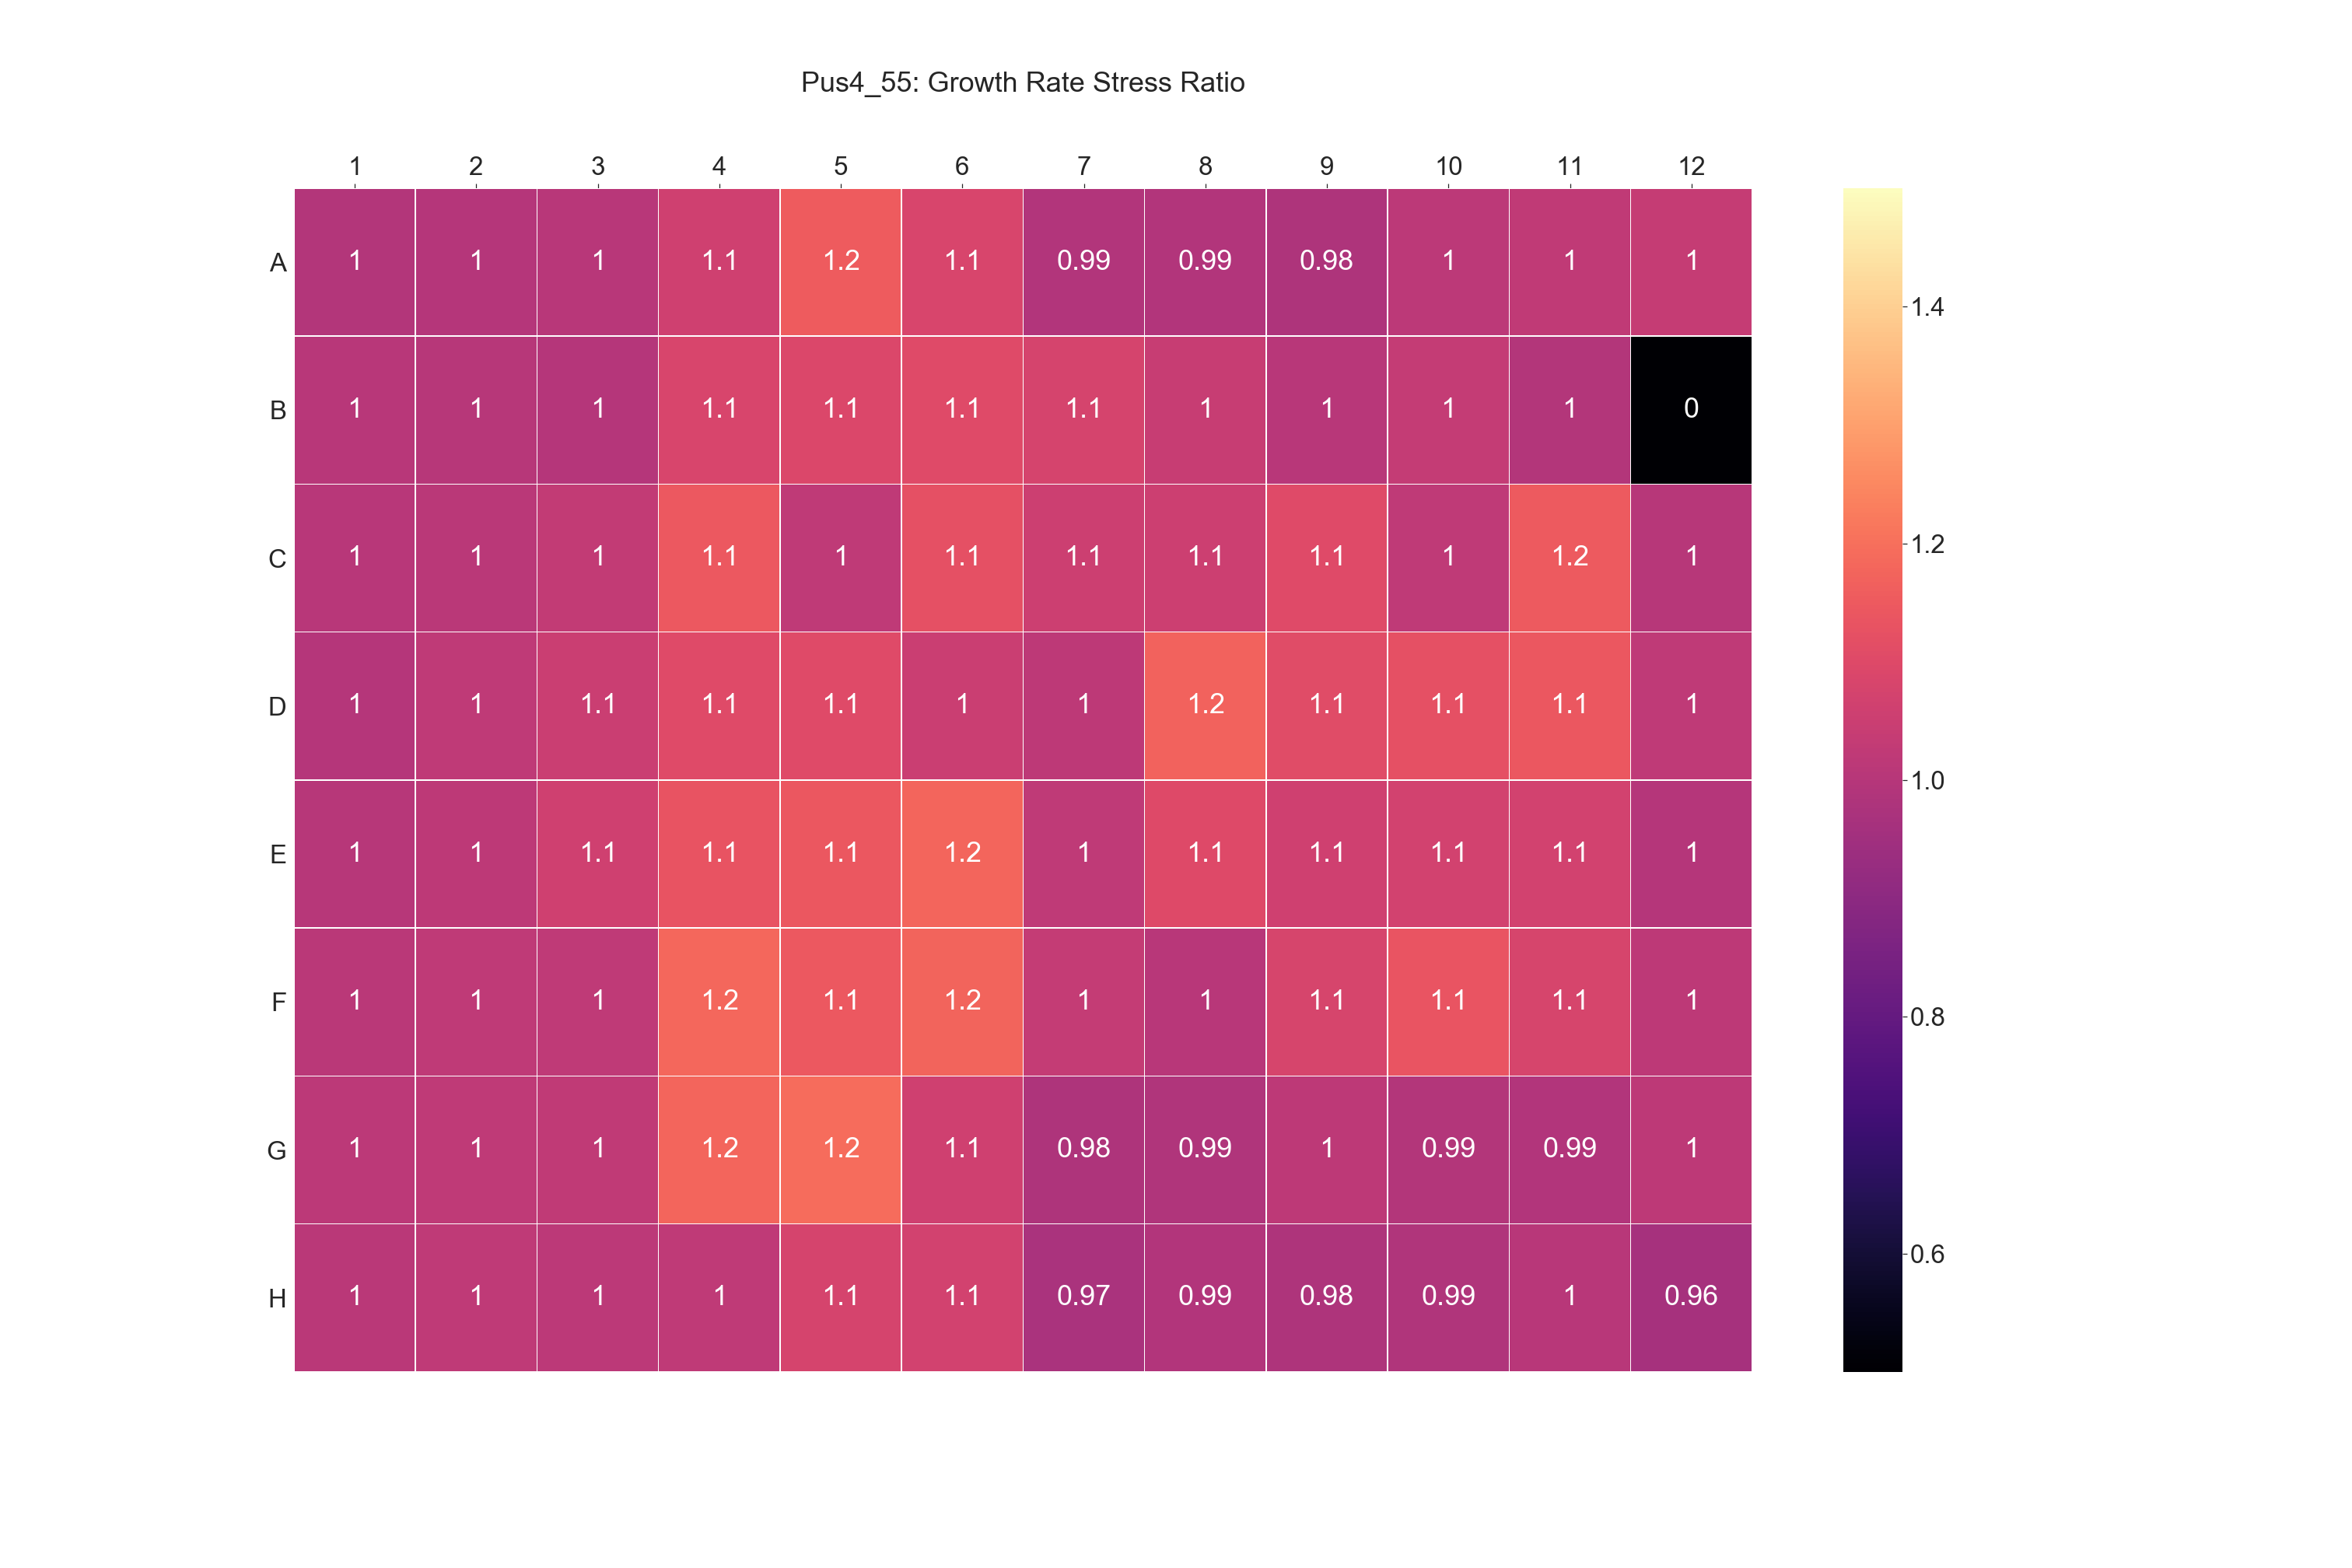 Pus4_55: Growth Rate Stress Ratio
1 2 3 4 5 6 7 8 9 10 11 12
A 1 1 1 1.1 1.2 1.1 0.99 0.99 0.98 1 1 1
1.4
B 1 1 1 1.1 1.1 1.1 1.1 1 1 1 1 0
C 1 1 1 1.1 1 1.1 1.1 1.1 1.1 1 1.2 1
1.2
D 1 1 1.1 1.1 1.1 1 1 1.2 1.1 1.1 1.1 1
1.0
E 1 1 1.1 1.1 1.1 1.2 1 1.1 1.1 1.1 1.1 1
F 1 1 1 1.2 1.1 1.2 1 1 1.1 1.1 1.1 1
0.8
G 1 1 1 1.2 1.2 1.1 0.98 0.99 1 0.99 0.99 1
0.6
H 1 1 1 1 1.1 1.1 0.97 0.99 0.98 0.99 1 0.96